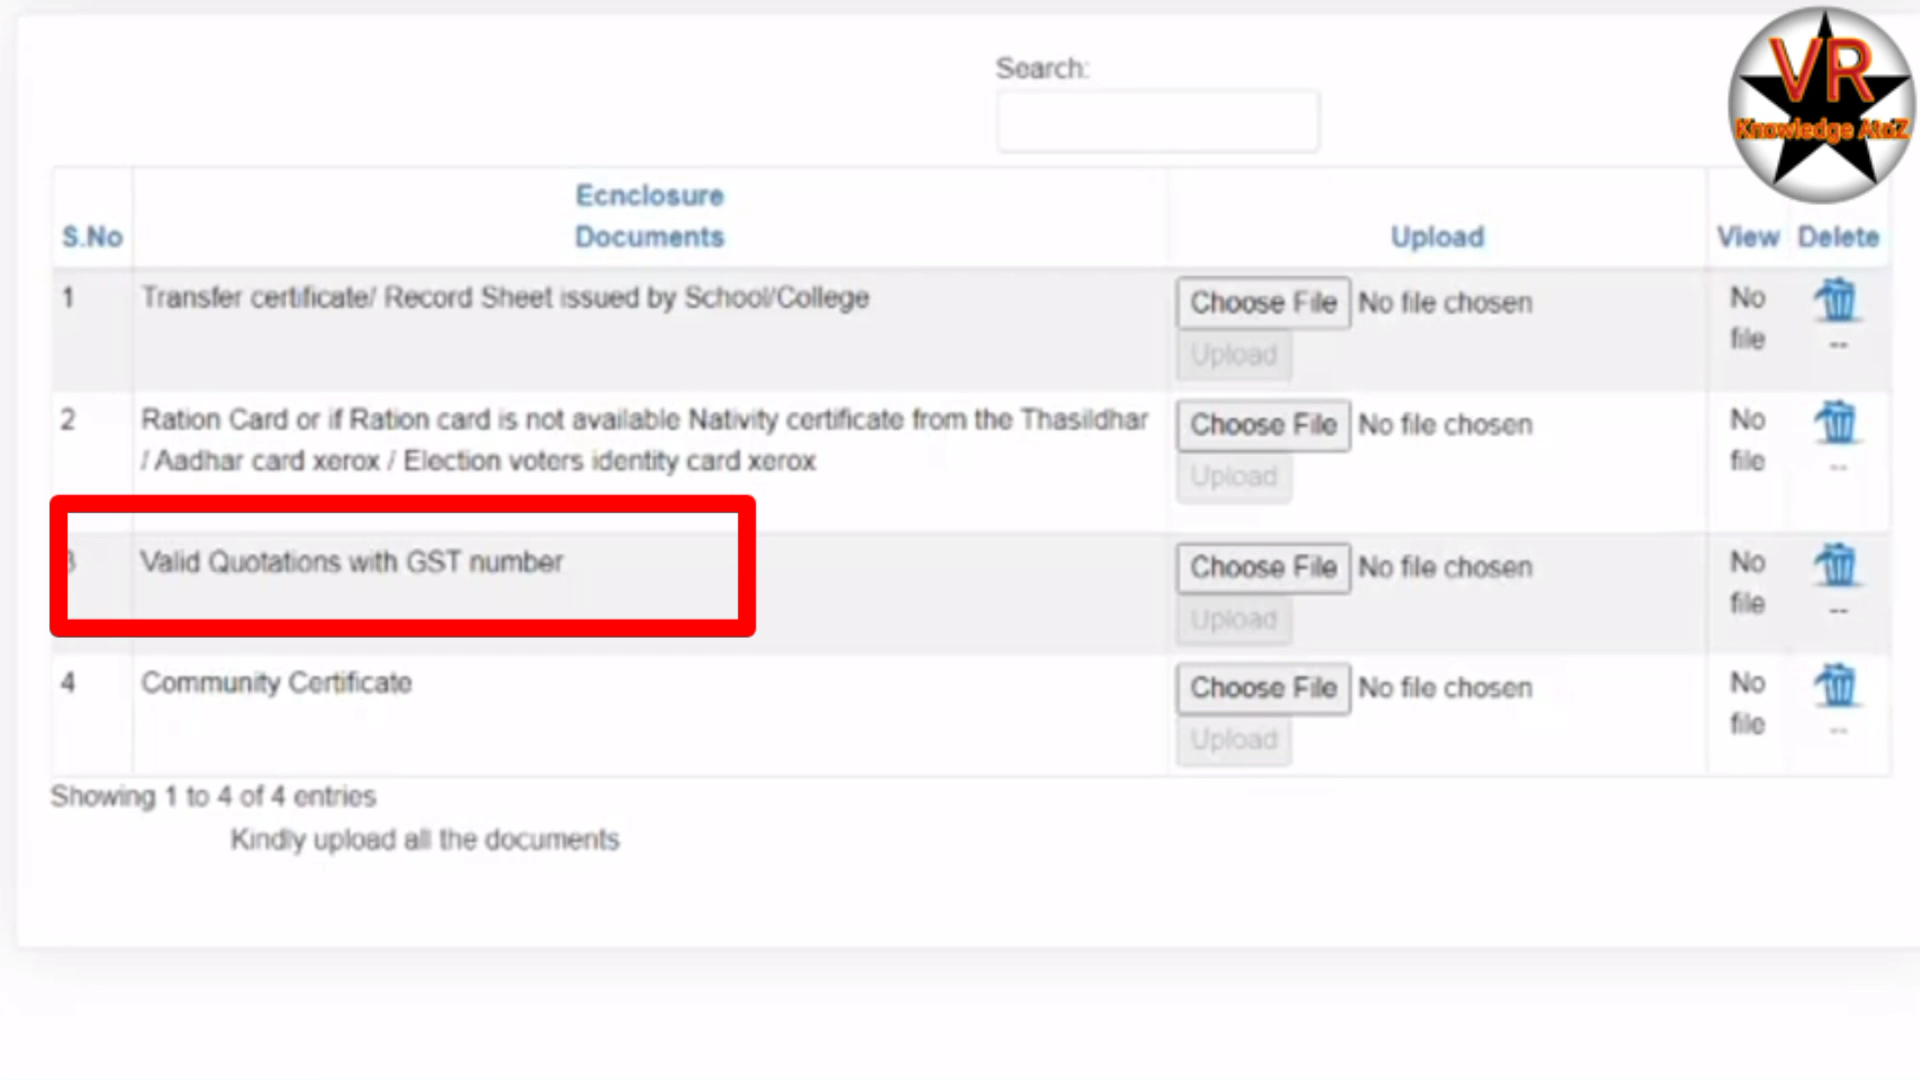 VR
Knowledge AtoZ
Search:
Ecnclosure
Documents
S.No
Upload
View
Delete
1
Transfer certificate/ Record Sheet issued by School/College
Choose File No file chosen
Upload
No
file
--
2
Ration Card or if Ration card is not available Nativity certificate from the Thasildhar
/ Aadhar card xerox / Election voters identity card xerox
Choose File No file chosen
Upload
No
file
--
3
Valid Quotations with GST number
Choose File No file chosen
Upload
No
file
--
4
Community Certificate
Choose File No file chosen
Upload
No
file
--
Showing 1 to 4 of 4 entries
Kindly upload all the documents